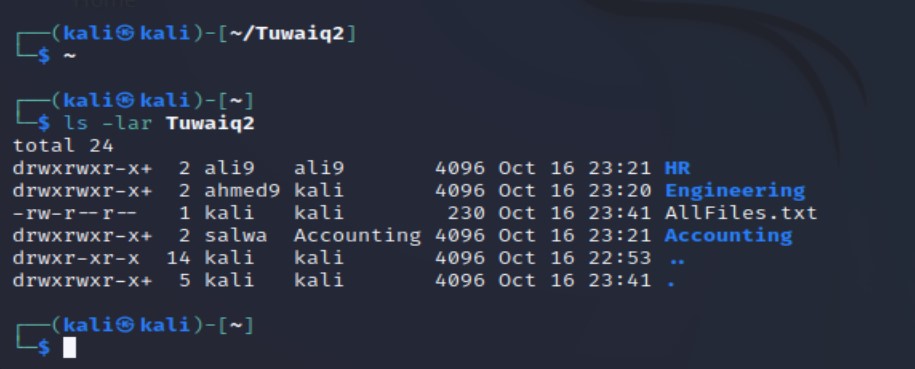 ┌──(kali㉿kali)-[~/Tuwaiq2]
└─$ ~
┌──(kali㉿kali)-[~]
└─$ ls -lar Tuwaiq2
total 24
drwxrwxr-x+  2 ali9   ali9       4096 Oct 16 23:21 HR
drwxrwxr-x+  2 ahmed9 kali       4096 Oct 16 23:20 Engineering
-rw-r--r--   1 kali   kali        230 Oct 16 23:41 AllFiles.txt
drwxrwxr-x+  2 salwa  Accounting 4096 Oct 16 23:21 Accounting
drwxr-xr-x  14 kali   kali       4096 Oct 16 22:53 ..
drwxrwxr-x+  5 kali   kali       4096 Oct 16 23:41 .
┌──(kali㉿kali)-[~]
└─$